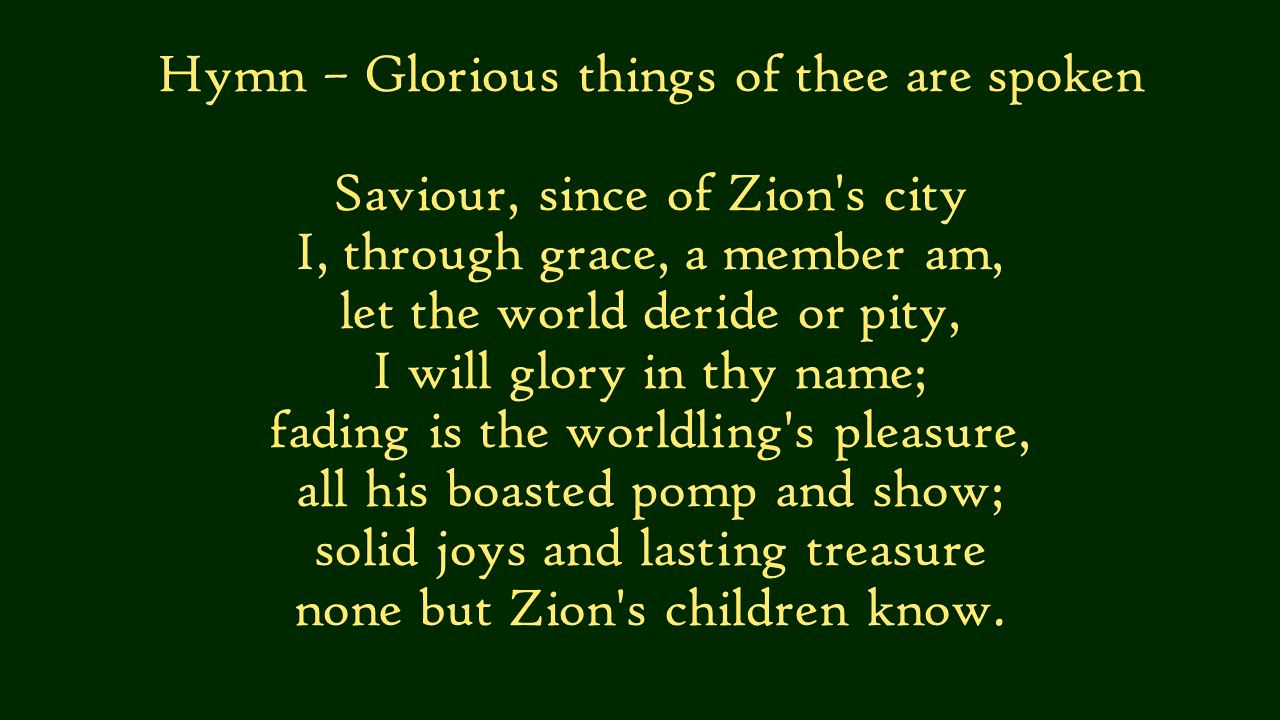 Hymn – Glorious things of thee are spoken
Saviour, since of Zion's city
I, through grace, a member am,
let the world deride or pity,
I will glory in thy name;
fading is the worldling's pleasure,
all his boasted pomp and show;
solid joys and lasting treasure
none but Zion's children know.